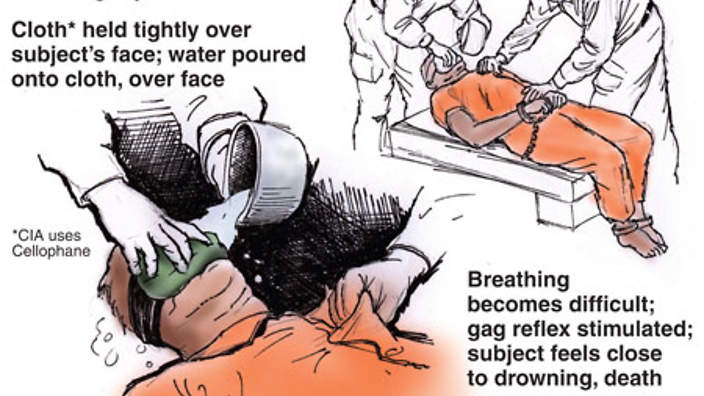 Cloth* held tightly over
subject's face; water poured
onto cloth, over face
*CIA uses
Cellophane
Breathing
becomes difficult;
gag reflex stimulated;
subject feels close
to drowning, death